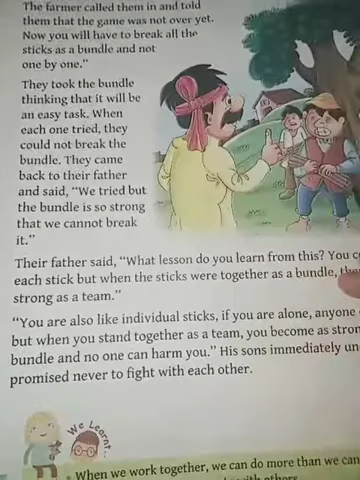 The farmer called them in and told
them that the game was not over yet.
Now you will have to break all the
sticks as a bundle and not
one by one.”
They took the bundle
thinking that it will be
an easy task. When
each one tried, they
could not break the
bundle. They came
back to their father
and said, “We tried but
the bundle is so strong
that we cannot break
it.”
Their father said, “What lesson do you learn from this? You
each stick but when the sticks were together as a bundle,
strong as a team.”
“You are also like individual sticks, if you are alone, anyone
but when you stand together as a team, you become as
bundle and no one can harm you.” His sons immediately
promised never to fight with each other.
We Learnt...
When we work together, we can do more than we can
others